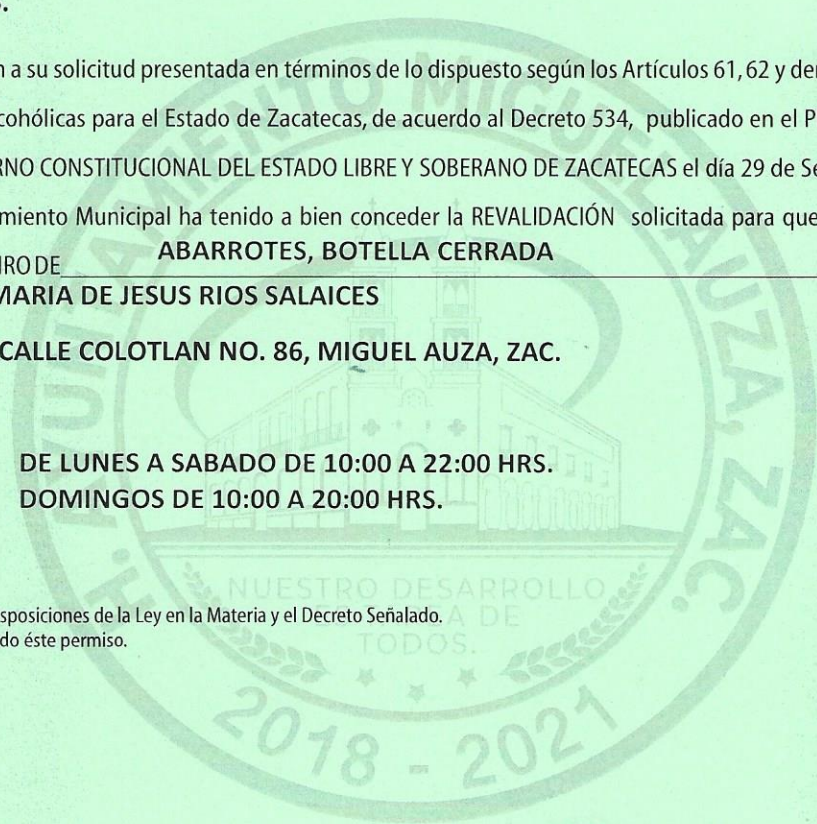 n a su solicitud presentada en términos de lo dispuesto según los Artículos 61, 62 y der
cohólicas para el Estado de Zacatecas, de acuerdo al Decreto 534, publicado en el P
RNO CONSTITUCIONAL DEL ESTADO LIBRE Y SOBERANO DE ZACATECAS el día 29 de Se
miento Municipal ha tenido a bien conceder la REVALIDACIÓN solicitada para que
IRO DE ABARROTES, BOTELLA CERRADA
MARIA DE JESUS RIOS SALAICES
CALLE COLOTLAN NO. 86, MIGUEL AUZA, ZAC.
DE LUNES A SABADO DE 10:00 A 22:00 HRS.
DOMINGOS DE 10:00 A 20:00 HRS.
sposiciones de la Ley en la Materia y el Decreto Señalado.
do éste permiso.
H. AYUNTAMIENTO MIGUEL AUZA, ZAC.
NUESTRO DESARROLLO
DE
TODOS.
2018 - 2021